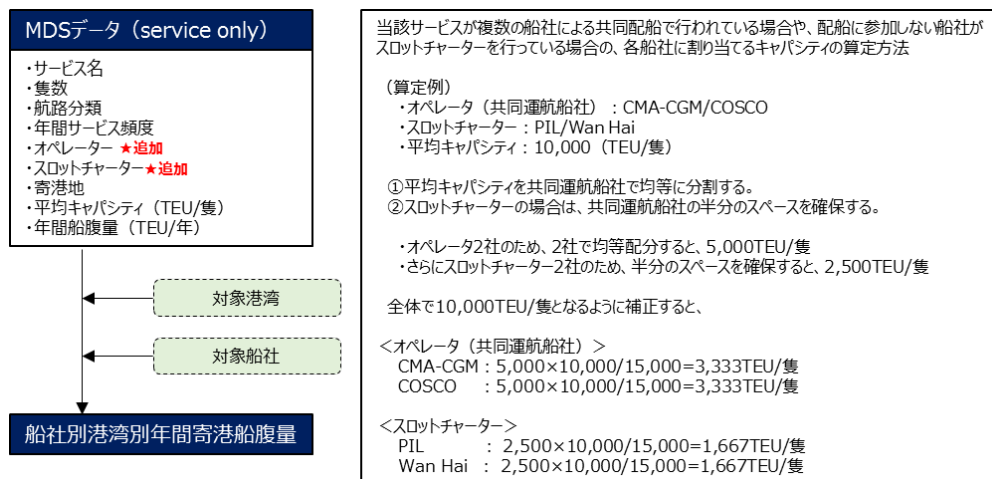 MDSデータ（service only）
・サービス名
・隻数
・航路分類
・年間サービス頻度
・オペレーター ★追加
・スロットチャーター★追加
・寄港地
・平均キャパシティ（TEU/隻）
・年間船腹量（TEU/年）
対象港湾
対象船社
船社別港湾別年間寄港船腹量
当該サービスが複数の船社による共同配船で行われている場合や、配船に参加しない船社が
スロットチャーターを行っている場合の、各船社に割り当てるキャパシティの算定方法
（算定例）
・オペレータ（共同運航船社）：CMA-CGM/COSCO
・スロットチャーター：PIL/Wan Hai
・平均キャパシティ：10,000（TEU/隻）
①平均キャパシティを共同運航船社で均等に分割する。
②スロットチャーターの場合は、共同運航船社の半分のスペースを確保する。
・オペレータ2社のため、2社で均等配分すると、5,000TEU/隻
・さらにスロットチャーター2社のため、半分のスペースを確保すると、2,500TEU/隻
全体で10,000TEU/隻となるように補正すると、
＜オペレータ（共同運航船社）＞
CMA-CGM：5,000×10,000/15,000=3,333TEU/隻
COSCO ：5,000×10,000/15,000=3,333TEU/隻
＜スロットチャーター＞
PIL ：2,500×10,000/15,000=1,667TEU/隻
Wan Hai ：2,500×10,000/15,000=1,667TEU/隻